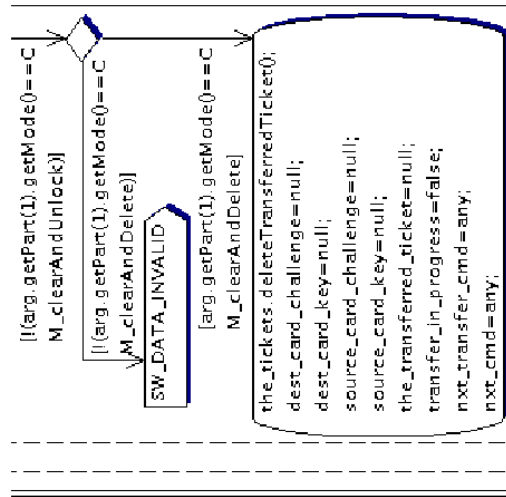 [!(arg.getPart(1).getMode()==C
M_clearAndUnlock)]
[!(arg.getPart(1).getMode()==C
M_clearAndDelete)]
SW_DATA_INVALID
[arg.getPart(1).getMode()==C
M_clearAndDelete]
the_tickets.deleteTransferredTicket();
dest_card_challenge=null;
dest_card_key=null;
source_card_challenge=null;
source_card_key=null;
the_transferred_ticket=null;
transfer_in_progress=false;
nxt_transfer_cmd=any;
nxt_cmd=any;